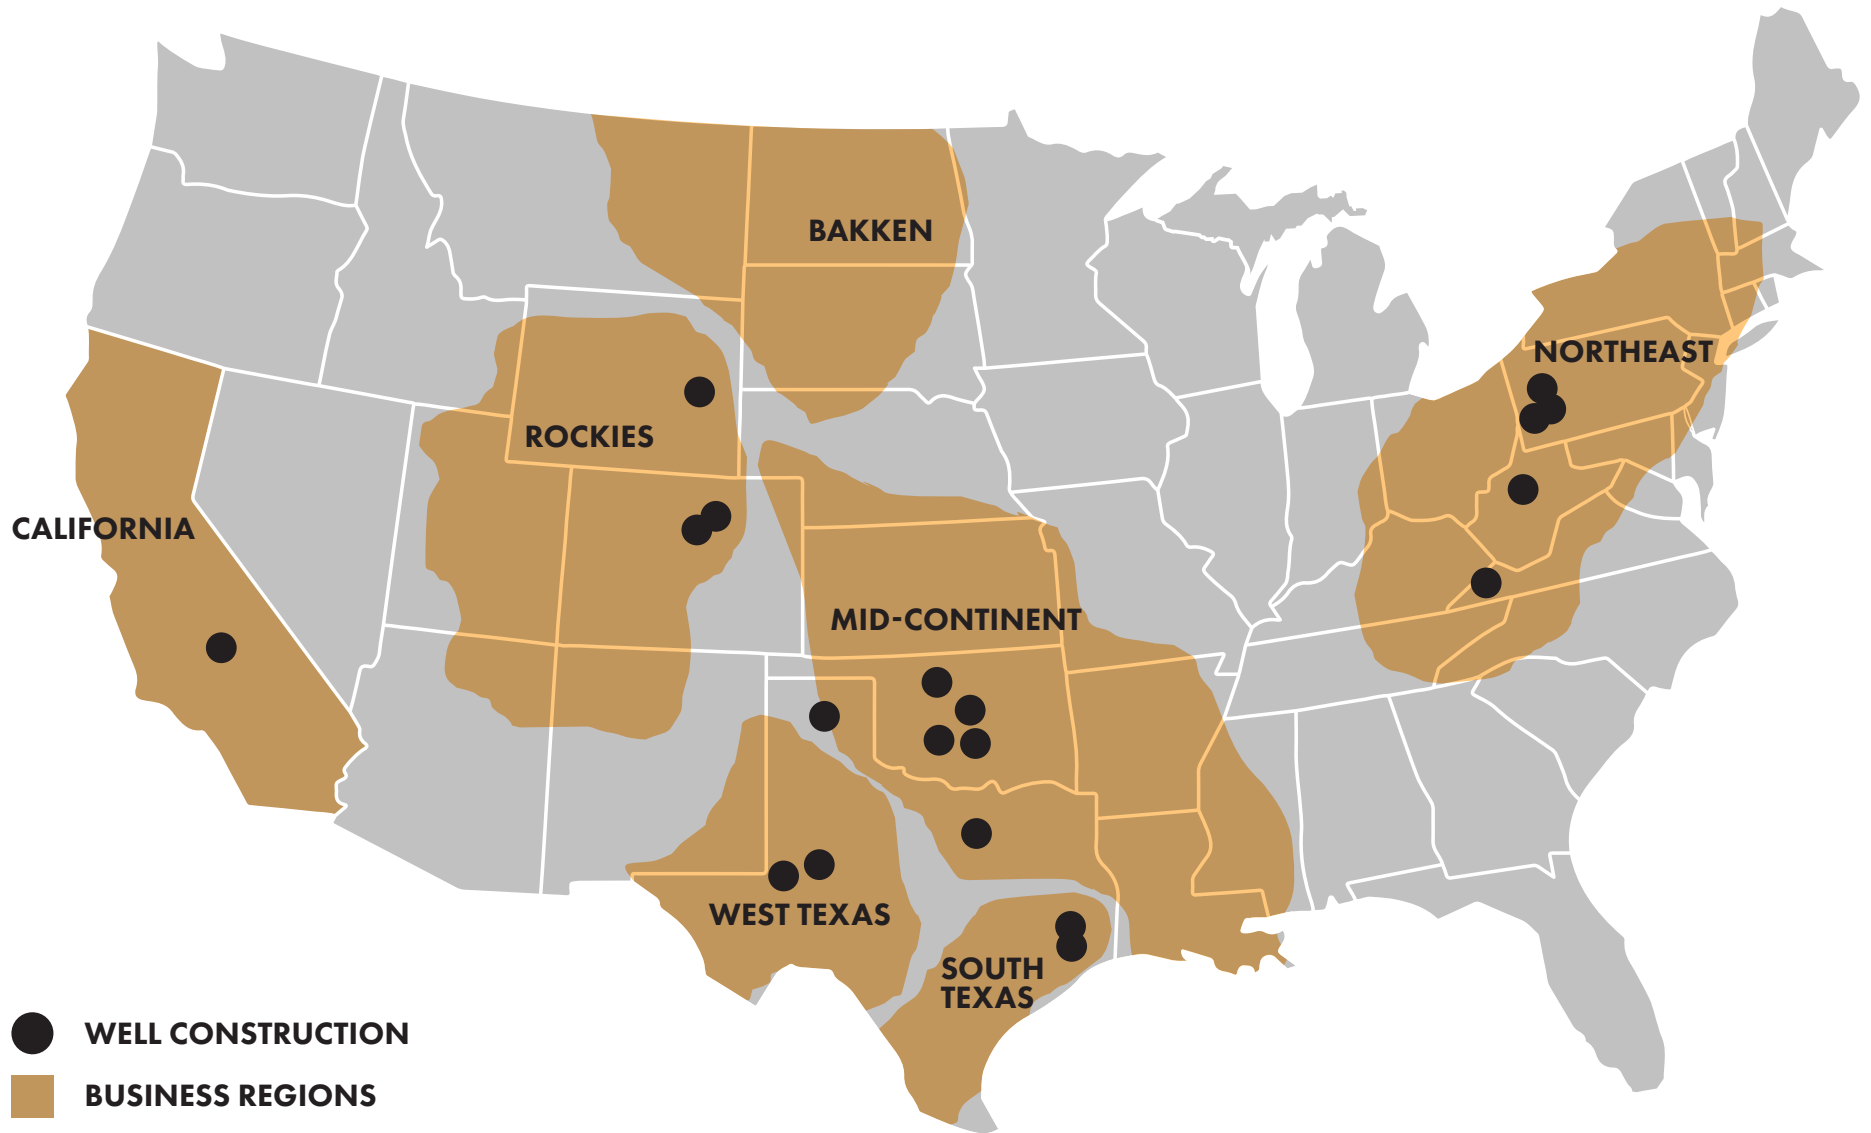 BAKKEN
NORTHEAST
ROCKIES
CALIFORNIA
MID-CONTINENT
WEST TEXAS
SOUTH
TEXAS
WELL CONSTRUCTION
BUSINESS REGIONS